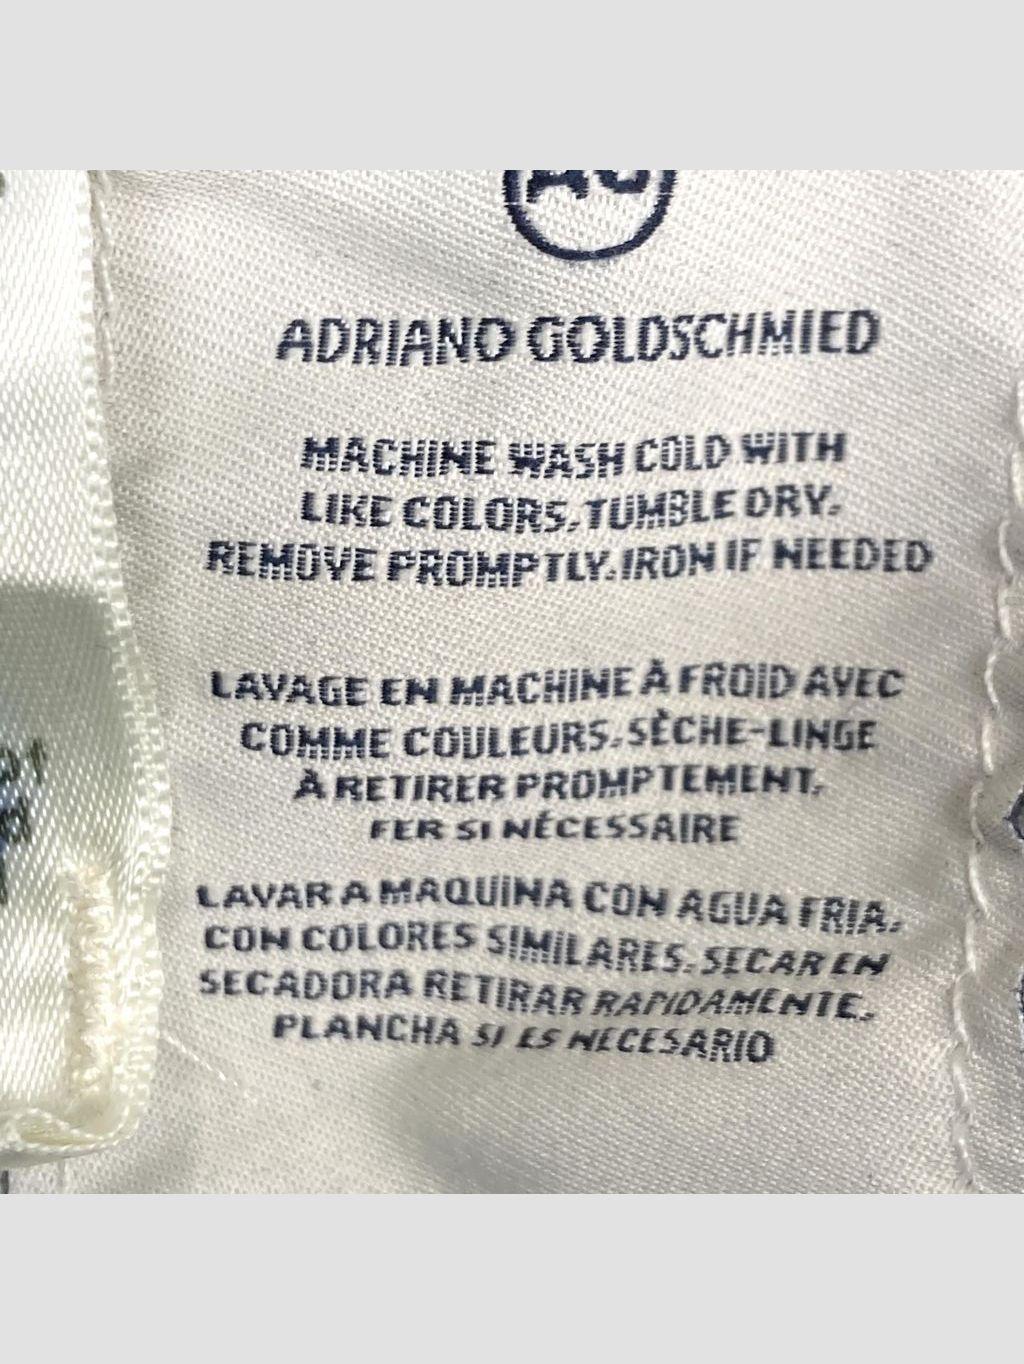 AG
ADRIANO GOLDSCHMIED
MACHINE WASH COLD WITH
LIKE COLORS, TUMBLE DRY.
REMOVE PROMPTLY. IRON IF NEEDED
LAVAGE EN MACHINE À FROID AVEC
COMME COULEURS, SÈCHE-LINGE
À RETIRER PROMPTEMENT,
FER SI NÉCESSAIRE
LAVAR A MAQUINA CON AGUA FRIA,
CON COLORES SIMILARES. SECAR EN
SECADORA RETIRAR RAPIDAMENTE,
PLANCHA SI ES NECESARIO